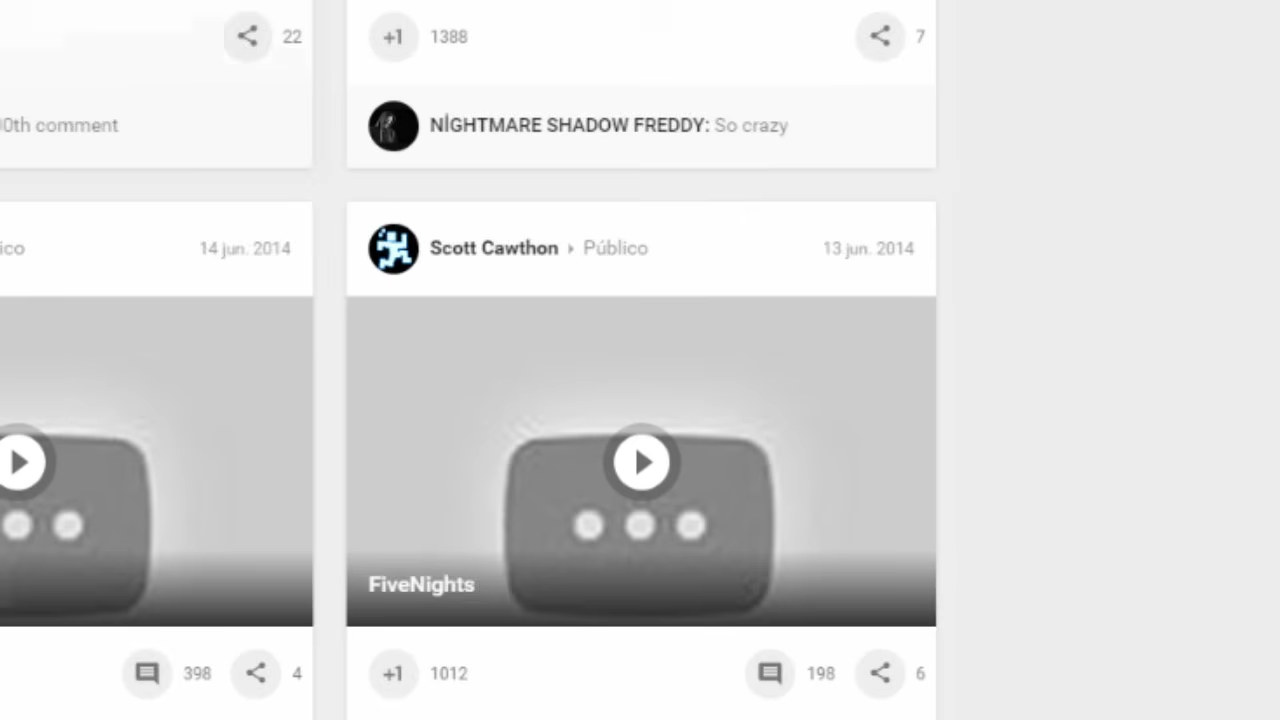 22
+1 1388
7
00th comment
NİGHTMARE SHADOW FREDDY: So crazy
ico
14 jun. 2014
Scott Cawthon Público
13 jun. 2014
FiveNights
398
4
+1 1012
198
6